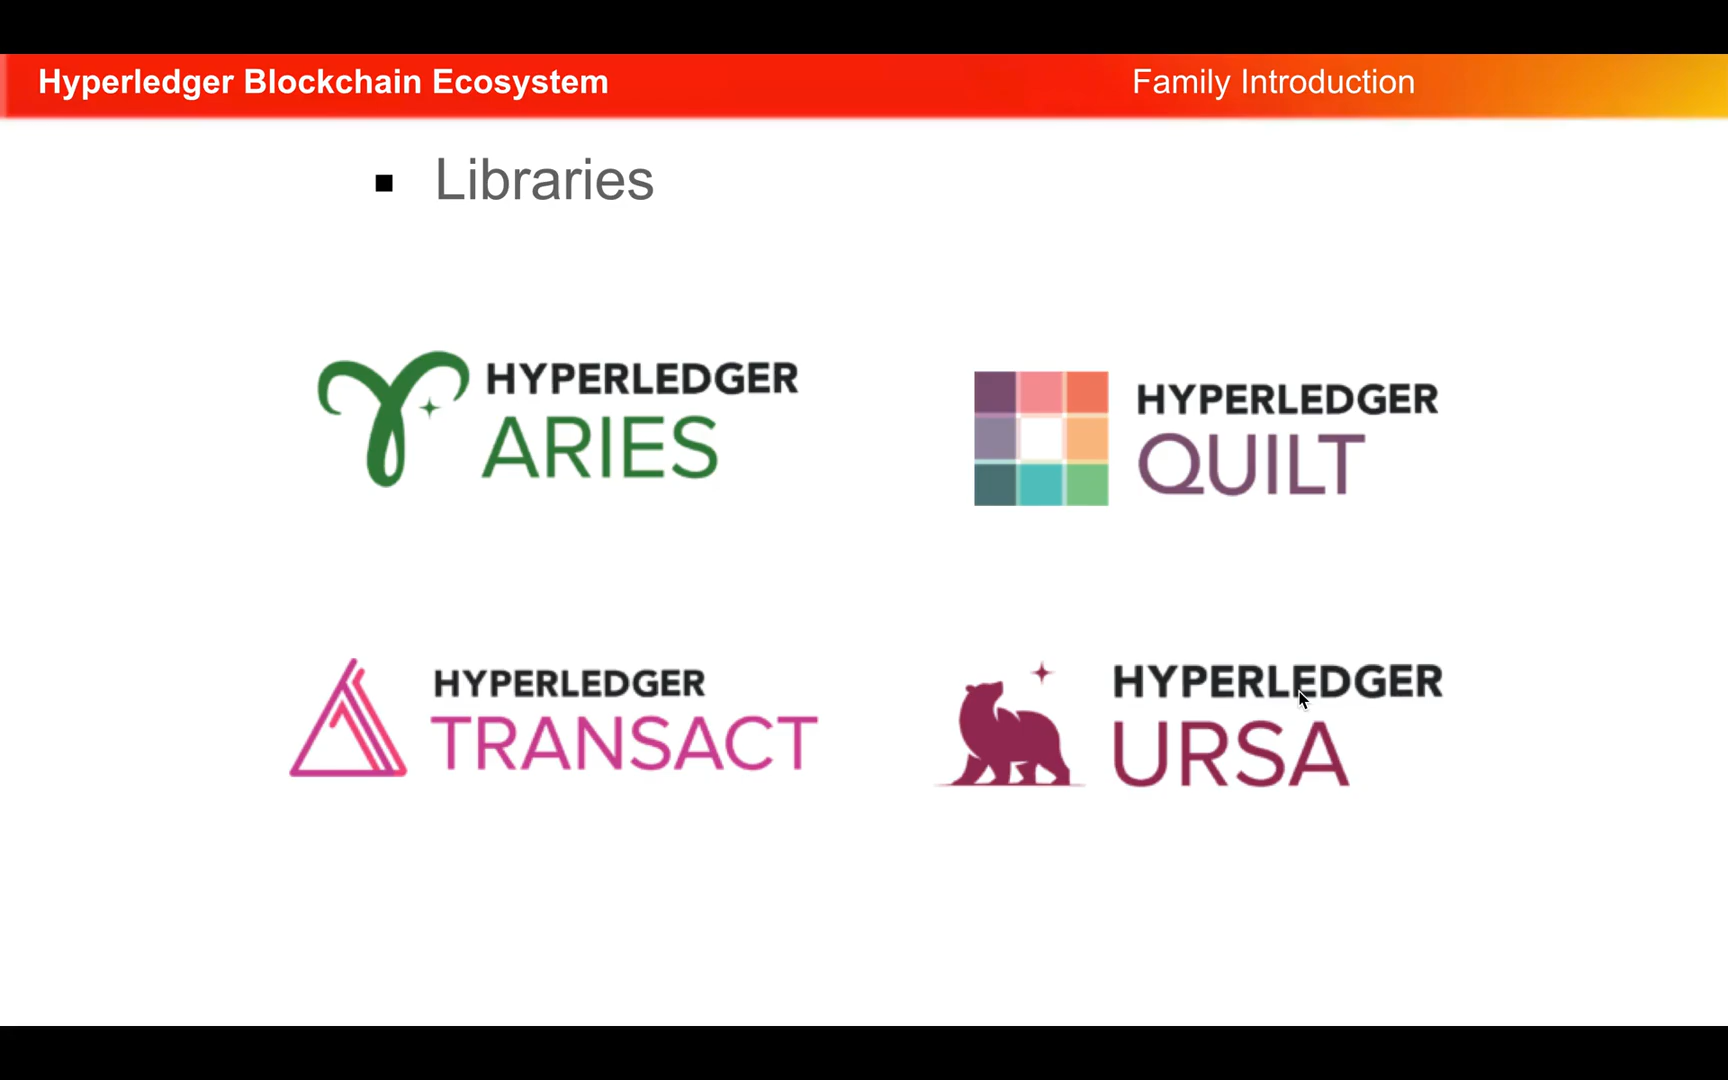 Hyperledger Blockchain Ecosystem
Family Introduction
Libraries
HYPERLEDGER
ARIES
HYPERLEDGER
QUILT
HYPERLEDGER
TRANSACT
HYPERLEDGER
URSA